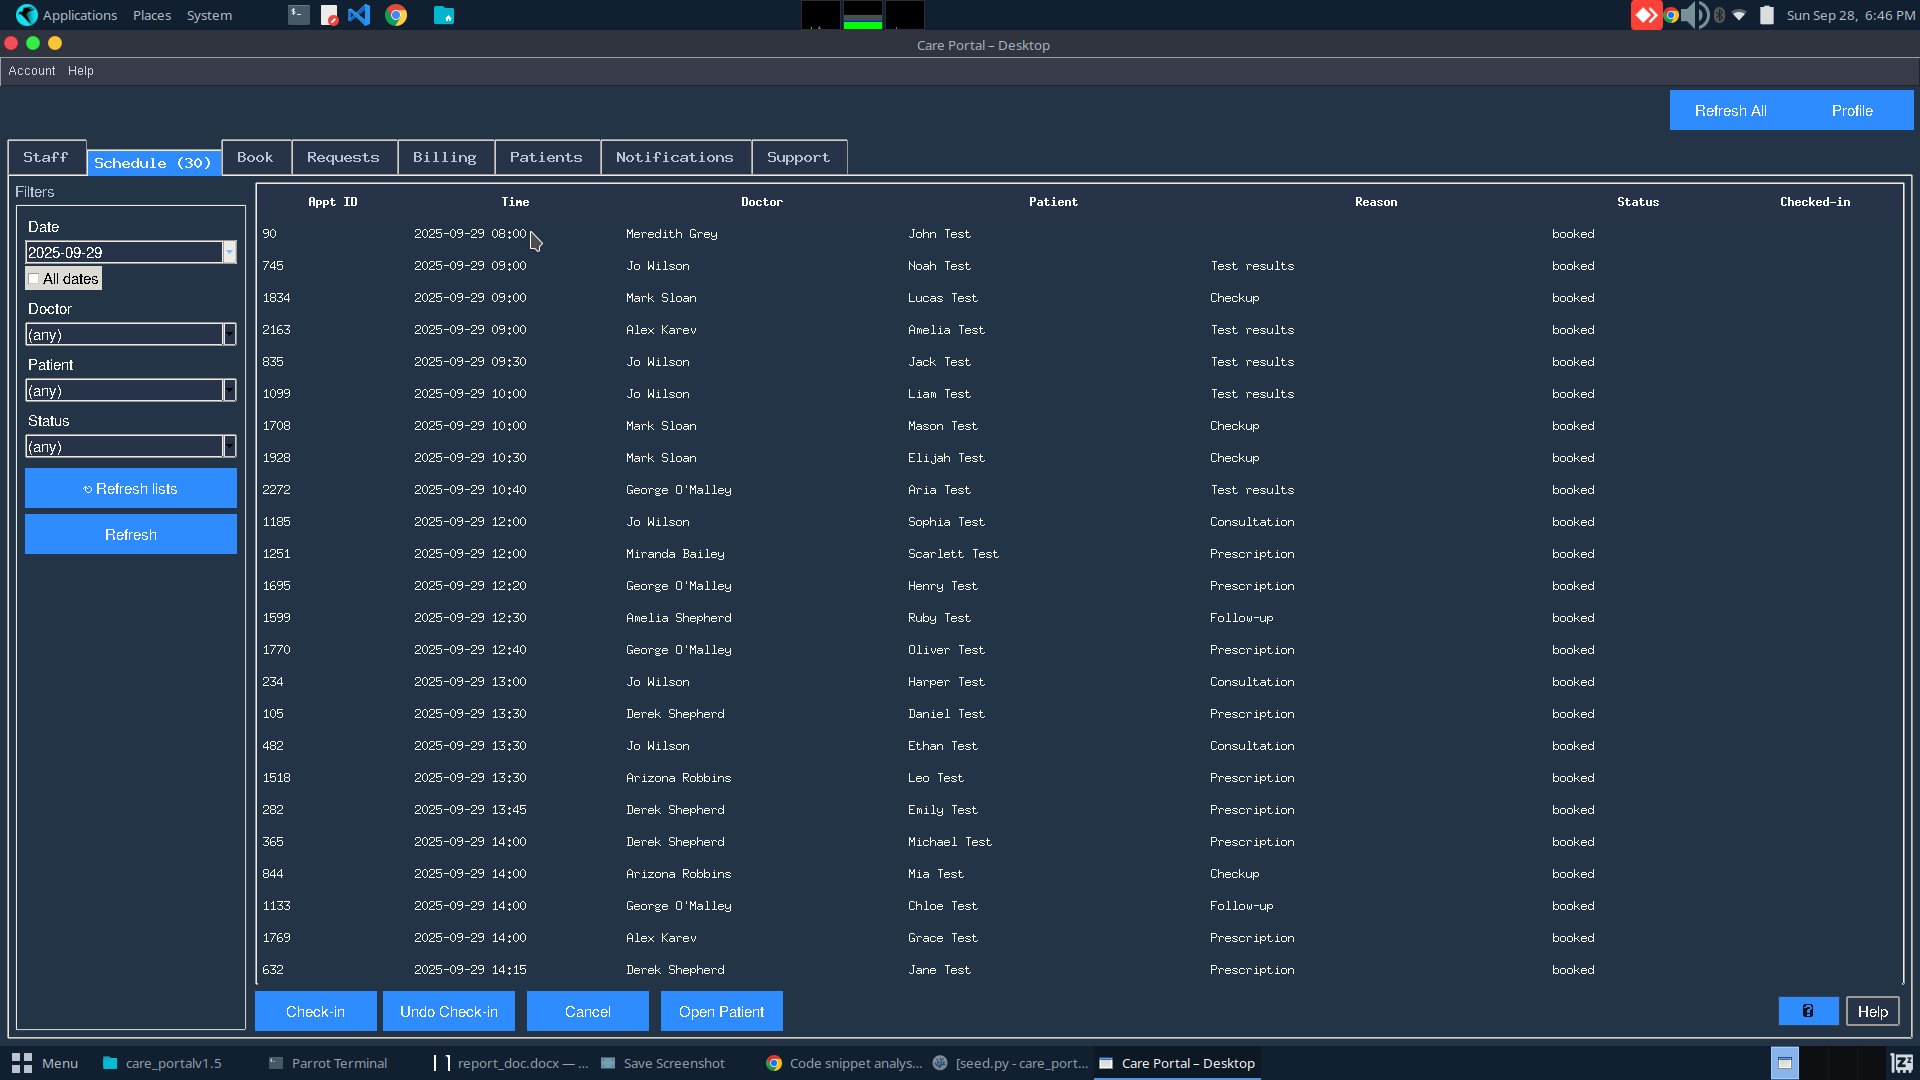 Applications Places System
Sun Sep 28, 6:46 PM
Care Portal – Desktop
Account Help
Refresh All Profile
Staff Schedule (30) Book Requests Billing Patients Notifications Support
Filters
Date
2025-09-29
All dates
Doctor
(any)
Patient
(any)
Status
(any)
Refresh lists
Refresh
Appt ID Time Doctor Patient Reason Status Checked-in
90 2025-09-29 08:00 Meredith Grey John Test booked
745 2025-09-29 09:00 Jo Wilson Noah Test Test results booked
1834 2025-09-29 09:00 Mark Sloan Lucas Test Checkup booked
2163 2025-09-29 09:00 Alex Karev Amelia Test Test results booked
835 2025-09-29 09:30 Jo Wilson Jack Test Test results booked
1099 2025-09-29 10:00 Jo Wilson Liam Test Test results booked
1708 2025-09-29 10:00 Mark Sloan Mason Test Checkup booked
1928 2025-09-29 10:30 Mark Sloan Elijah Test Checkup booked
2272 2025-09-29 10:40 George O'Malley Aria Test Test results booked
1185 2025-09-29 12:00 Jo Wilson Sophia Test Consultation booked
1251 2025-09-29 12:00 Miranda Bailey Scarlett Test Prescription booked
1695 2025-09-29 12:20 George O'Malley Henry Test Prescription booked
1599 2025-09-29 12:30 Amelia Shepherd Ruby Test Follow-up booked
1770 2025-09-29 12:40 George O'Malley Oliver Test Prescription booked
234 2025-09-29 13:00 Jo Wilson Harper Test Consultation booked
105 2025-09-29 13:30 Derek Shepherd Daniel Test Prescription booked
482 2025-09-29 13:30 Jo Wilson Ethan Test Consultation booked
1518 2025-09-29 13:30 Arizona Robbins Leo Test Prescription booked
282 2025-09-29 13:45 Derek Shepherd Emily Test Prescription booked
365 2025-09-29 14:00 Derek Shepherd Michael Test Prescription booked
844 2025-09-29 14:00 Arizona Robbins Mia Test Checkup booked
1133 2025-09-29 14:00 George O'Malley Chloe Test Follow-up booked
1769 2025-09-29 14:00 Alex Karev Grace Test Prescription booked
632 2025-09-29 14:15 Derek Shepherd Jane Test Prescription booked
Check-in Undo Check-in Cancel Open Patient
? Help
Menu care_portalv1.5 Parrot Terminal report_doc.docx — ... Save Screenshot Code snippet analys... [seed.py - care_port... Care Portal – Desktop